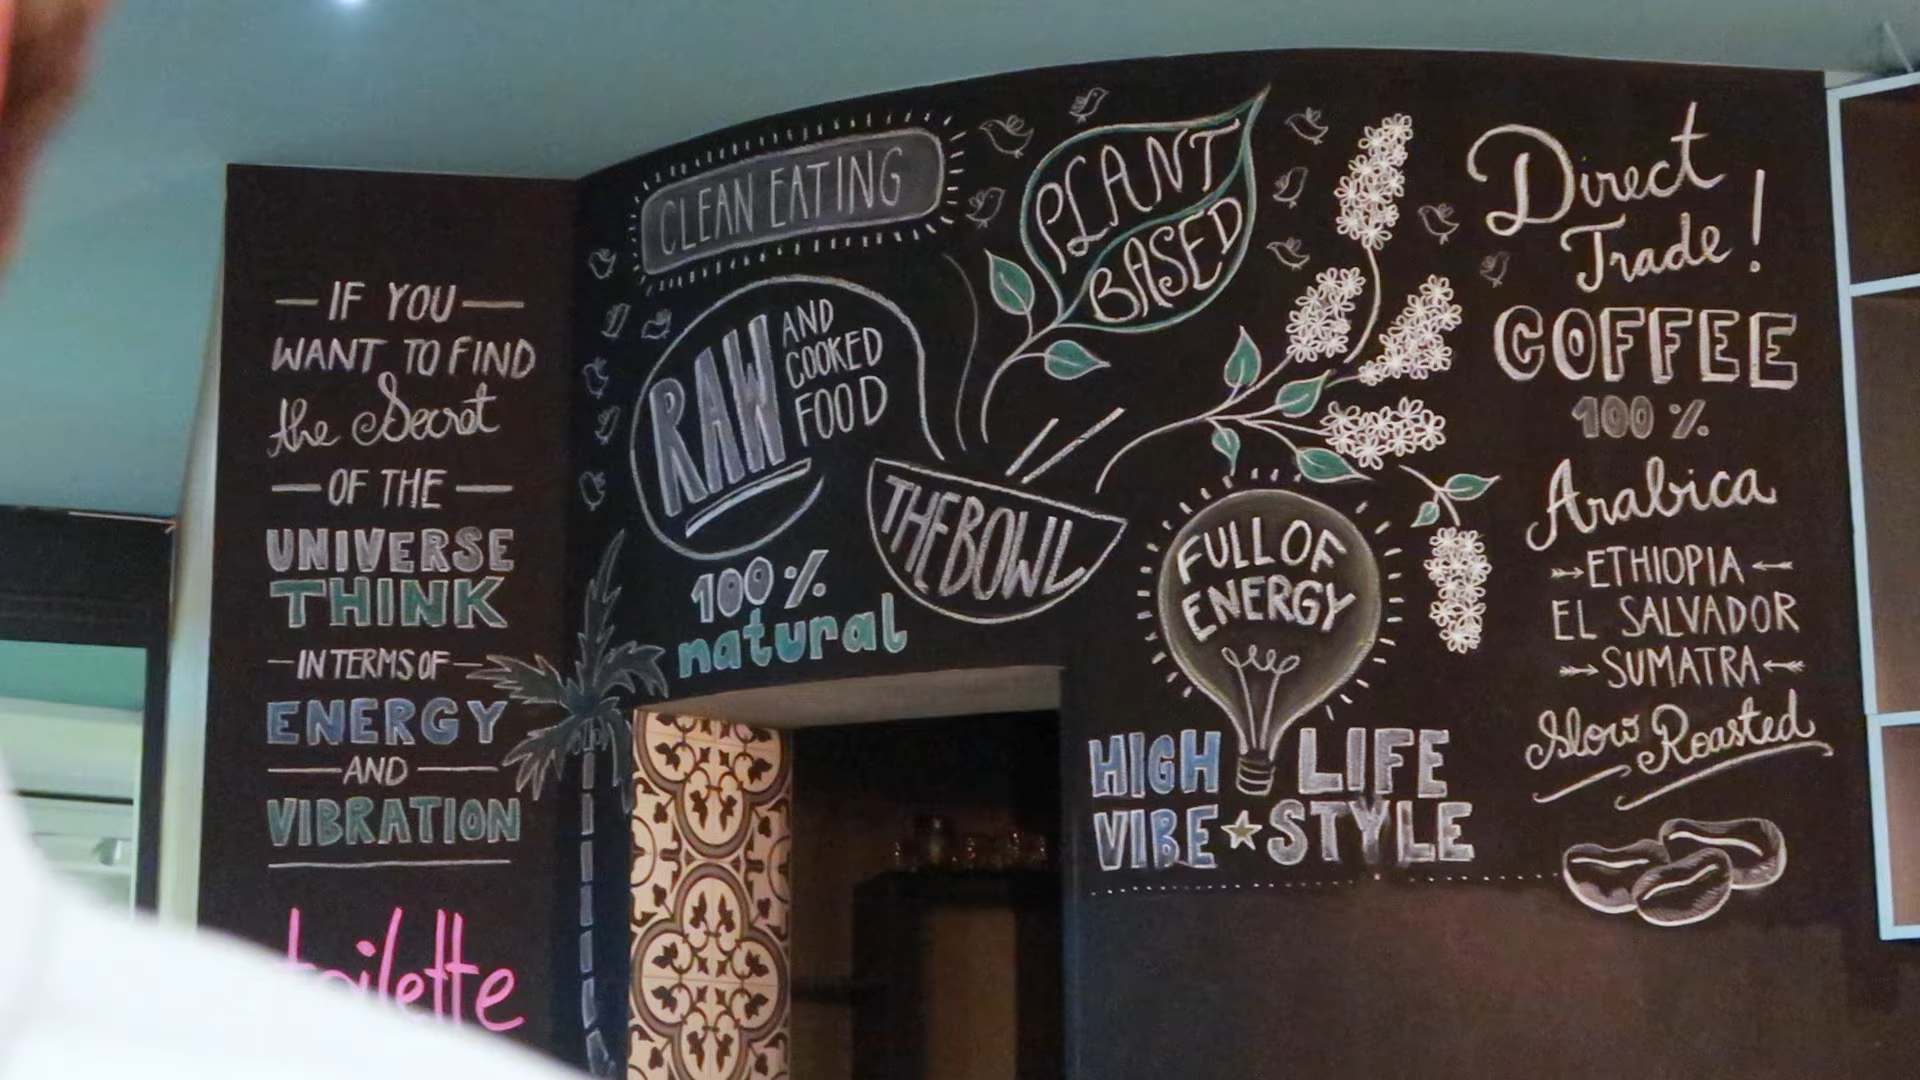 IF YOU
WANT TO FIND
the Secret
OF THE
UNIVERSE
THINK
IN TERMS OF
ENERGY
AND
VIBRATION
toilette
CLEAN EATING
RAW
AND
COOKED
FOOD
100%
natural
PLANT
BASED
THE BOWL
FULL OF
ENERGY
HIGH LIFE
VIBE STYLE
Direct
Trade!
COFFEE
100%
Arabica
ETHIOPIA
EL SALVADOR
SUMATRA
Slow Roasted